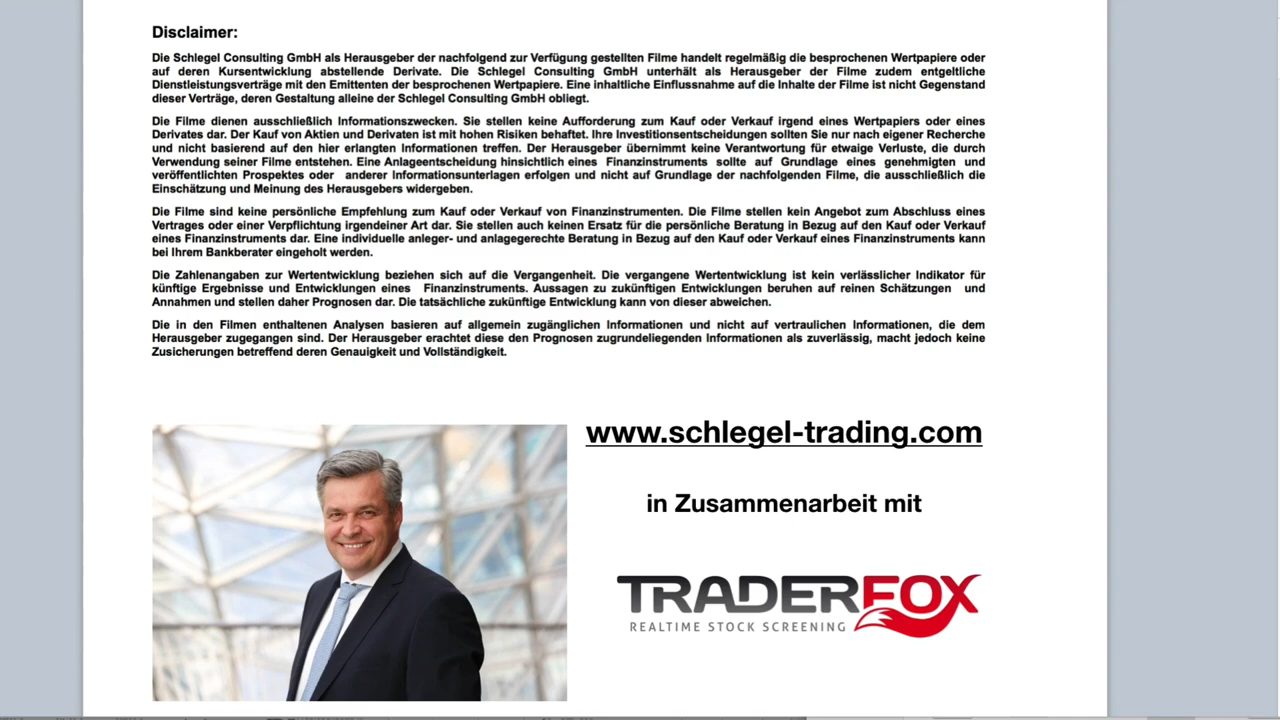 Disclaimer:
Die Schlegel Consulting GmbH als Herausgeber der nachfolgend zur Verfügung gestellten Filme handelt regelmäßig die besprochenen Wertpapiere oder
auf deren Kursentwicklung abstellende Derivate. Die Schlegel Consulting GmbH unterhält als Herausgeber der Filme zudem entgeltliche
Dienstleistungsverträge mit den Emittenten der besprochenen Wertpapiere. Eine inhaltliche Einflussnahme auf die Inhalte der Filme ist nicht Gegenstand
dieser Verträge, deren Gestaltung alleine der Schlegel Consulting GmbH obliegt.
Die Filme dienen ausschließlich Informationszwecken. Sie stellen keine Aufforderung zum Kauf oder Verkauf irgend eines Wertpapiers oder eines
Derivates dar. Der Kauf von Aktien und Derivaten ist mit hohen Risiken behaftet. Ihre Investitionsentscheidungen sollten Sie nur nach eigener Recherche
und nicht basierend auf den hier erlangten Informationen treffen. Der Herausgeber übernimmt keine Verantwortung für etwaige Verluste, die durch
Verwendung seiner Filme entstehen. Eine Anlageentscheidung hinsichtlich eines Finanzinstruments sollte auf Grundlage eines genehmigten und
veröffentlichten Prospektes oder anderer Informationsunterlagen erfolgen und nicht auf Grundlage der nachfolgenden Filme, die ausschließlich die
Einschätzung und Meinung des Herausgebers widergeben.
Die Filme sind keine persönliche Empfehlung zum Kauf oder Verkauf von Finanzinstrumenten. Die Filme stellen kein Angebot zum Abschluss eines
Vertrages oder einer Verpflichtung irgendeiner Art dar. Sie stellen auch keinen Ersatz für die persönliche Beratung in Bezug auf den Kauf oder Verkauf
eines Finanzinstruments dar. Eine individuelle anleger- und anlagegerechte Beratung in Bezug auf den Kauf oder Verkauf eines Finanzinstruments kann
bei Ihrem Bankberater eingeholt werden.
Die Zahlenangaben zur Wertentwicklung beziehen sich auf die Vergangenheit. Die vergangene Wertentwicklung ist kein verlässlicher Indikator für
künftige Ergebnisse und Entwicklungen eines Finanzinstruments. Aussagen zu zukünftigen Entwicklungen beruhen auf reinen Schätzungen und
Annahmen und stellen daher Prognosen dar. Die tatsächliche zukünftige Entwicklung kann von dieser abweichen.
Die in den Filmen enthaltenen Analysen basieren auf allgemein zugänglichen Informationen und nicht auf vertraulichen Informationen, die dem
Herausgeber zugegangen sind. Der Herausgeber erachtet diese den Prognosen zugrundeliegenden Informationen als zuverlässig, macht jedoch keine
Zusicherungen betreffend deren Genauigkeit und Vollständigkeit.
www.schlegel-trading.com
in Zusammenarbeit mit
TRADERFOX
REALTIME STOCK SCREENING